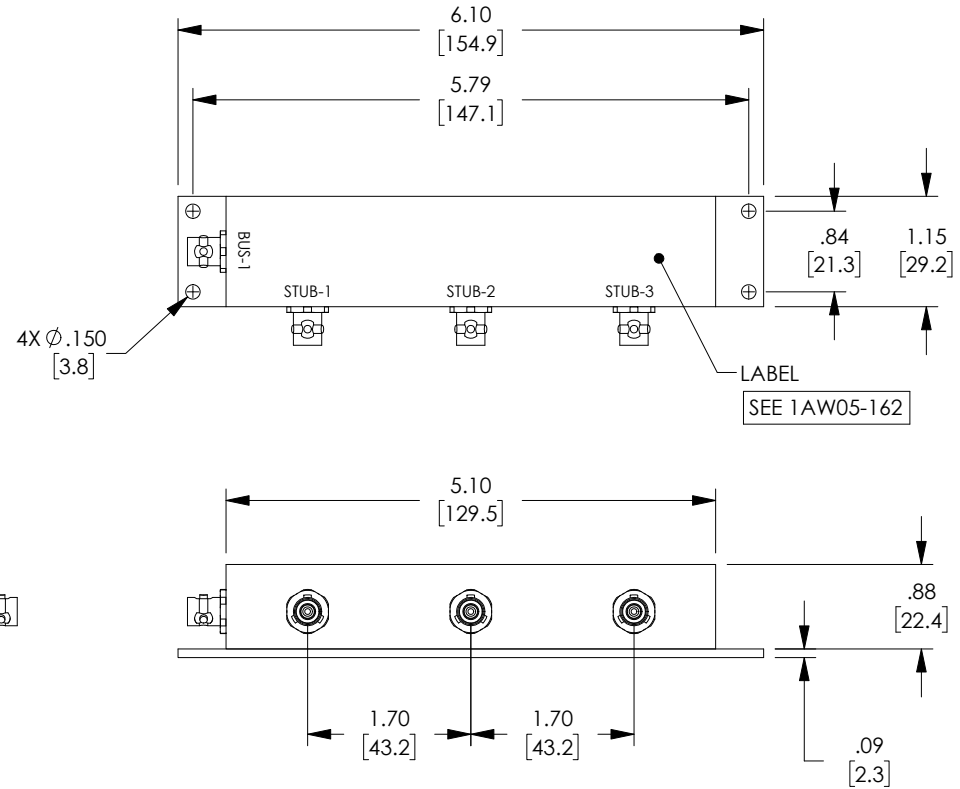 6.10
[154.9]
5.79
[147.1]
.84
[21.3]
1.15
[29.2]
BUS-1
STUB-1
STUB-2
STUB-3
4X ∅ .150
[3.8]
LABEL
SEE 1AW05-162
5.10
[129.5]
.88
[22.4]
1.70
[43.2]
1.70
[43.2]
.09
[2.3]